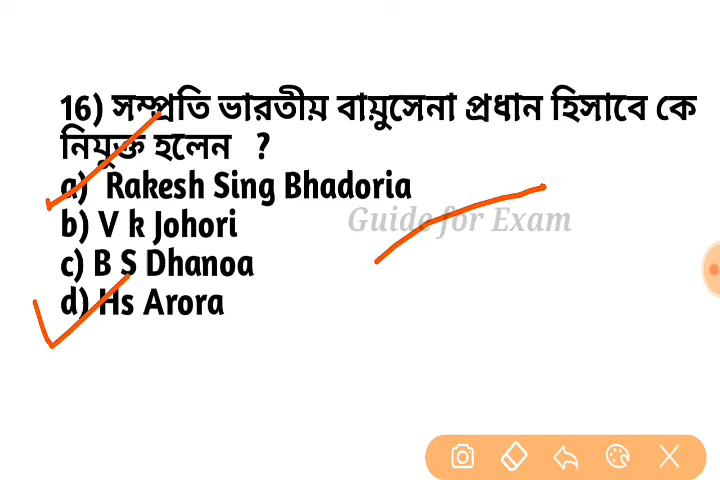 16) সম্প্রতি ভারতীয় বায়ুসেনা প্রধান হিসাবে কে
নিযুক্ত হলেন ?
a) Rakesh Sing Bhadoria
b) V k Johori
c) B S Dhanoa
d) Hs Arora
Guide for Exam